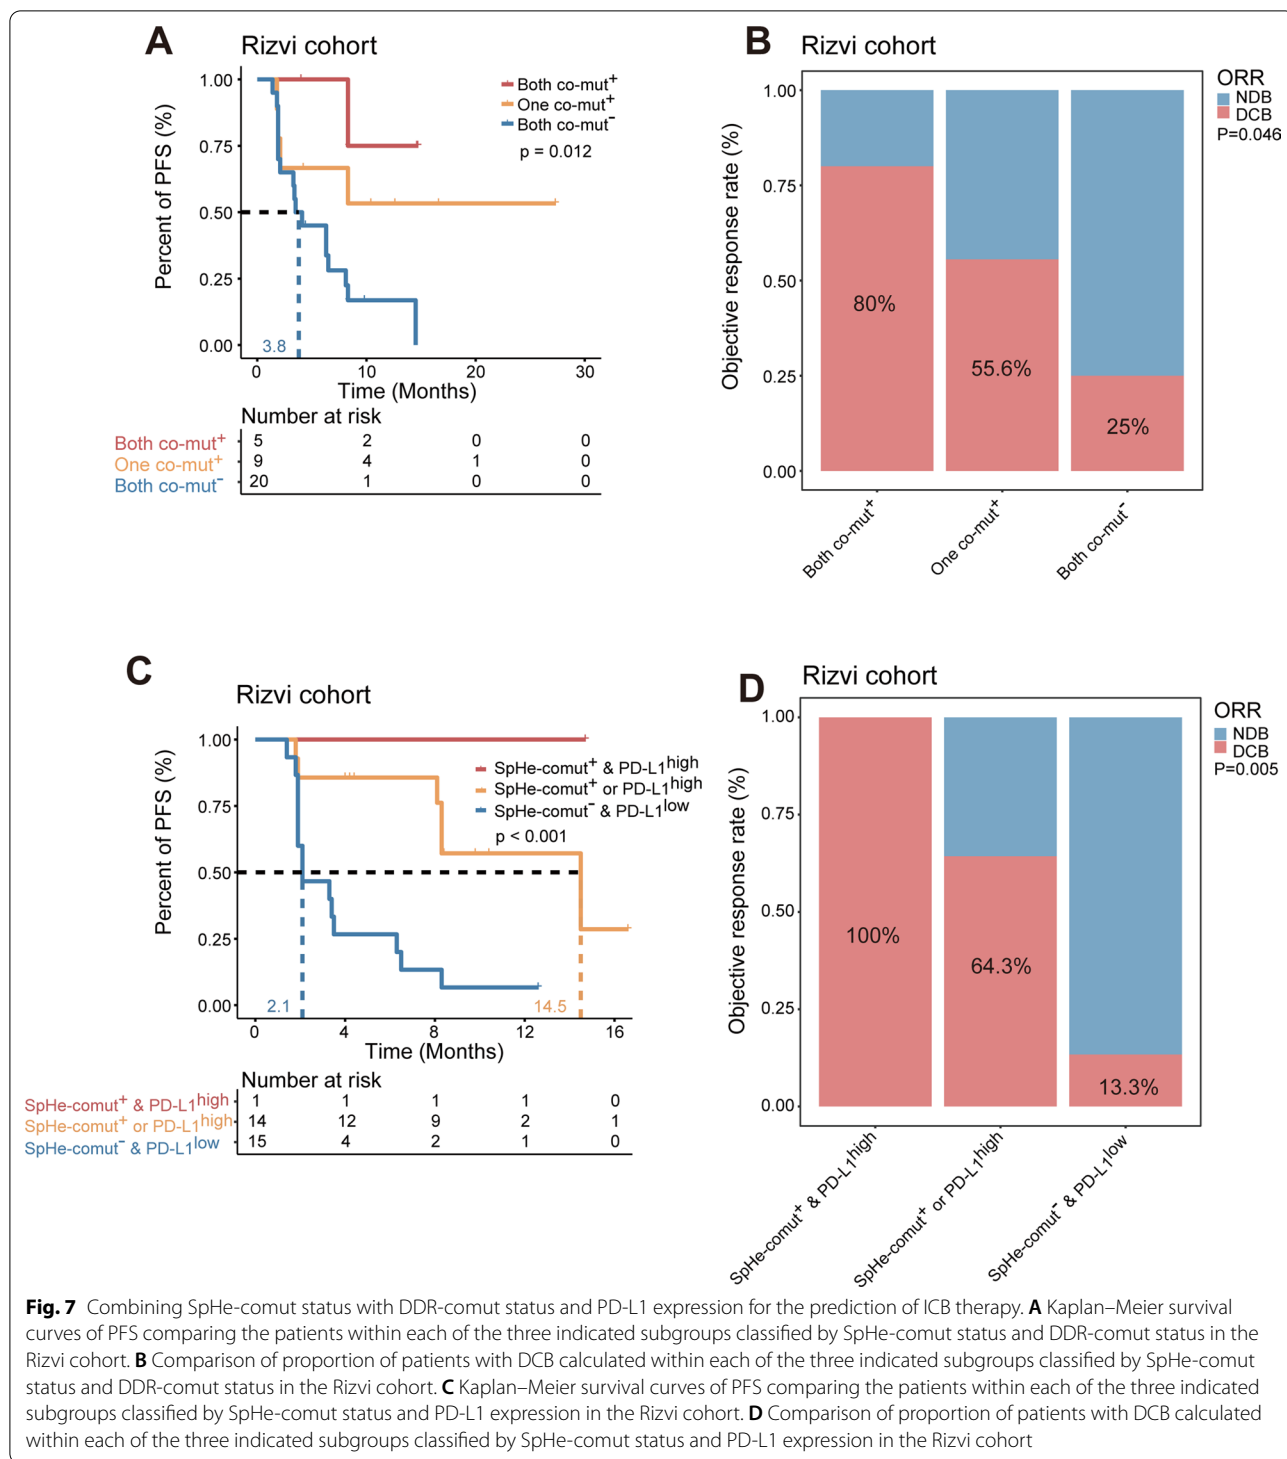 A
Rizvi cohort
Percent of PFS (%)
1.00
0.75
0.50
0.25
0.00
Both co-mut⁺
One co-mut⁺
Both co-mut⁻
p = 0.012
3.8
0 10 20 30
Time (Months)
Number at risk
Both co-mut⁺ 5 2 0 0
One co-mut⁺ 9 4 1 0
Both co-mut⁻ 20 1 0 0
B
Rizvi cohort
Objective response rate (%)
1.00
0.75
0.50
0.25
0.00
80%
55.6%
25%
ORR
NDB
DCB
P=0.046
Both co-mut⁺
One co-mut⁺
Both co-mut⁻
C
Rizvi cohort
Percent of PFS (%)
1.00
0.75
0.50
0.25
0.00
SpHe-comut⁺ & PD-L1high
SpHe-comut⁺ or PD-L1high
SpHe-comut⁻ & PD-L1low
p < 0.001
2.1
14.5
0 4 8 12 16
Time (Months)
Number at risk
SpHe-comut⁺ & PD-L1high 1 1 1 1 0
SpHe-comut⁺ or PD-L1high 14 12 9 2 1
SpHe-comut⁻ & PD-L1low 15 4 2 1 0
D
Rizvi cohort
Objective response rate (%)
1.00
0.75
0.50
0.25
0.00
100%
64.3%
13.3%
ORR
NDB
DCB
P=0.005
SpHe-comut⁺ & PD-L1high
SpHe-comut⁺ or PD-L1high
SpHe-comut⁻ & PD-L1low
Fig. 7 Combining SpHe-comut status with DDR-comut status and PD-L1 expression for the prediction of ICB therapy. A Kaplan–Meier survival
curves of PFS comparing the patients within each of the three indicated subgroups classified by SpHe-comut status and DDR-comut status in the
Rizvi cohort. B Comparison of proportion of patients with DCB calculated within each of the three indicated subgroups classified by SpHe-comut
status and DDR-comut status in the Rizvi cohort. C Kaplan–Meier survival curves of PFS comparing the patients within each of the three indicated
subgroups classified by SpHe-comut status and PD-L1 expression in the Rizvi cohort. D Comparison of proportion of patients with DCB calculated
within each of the three indicated subgroups classified by SpHe-comut status and PD-L1 expression in the Rizvi cohort